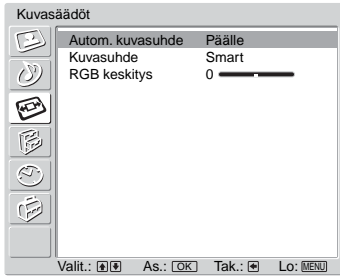 Kuvasäädöt
Autom. kuvasuhde Päälle
Kuvasuhde Smart
RGB keskitys 0
Valit.: As.: OK Tak.: Lo: MENU